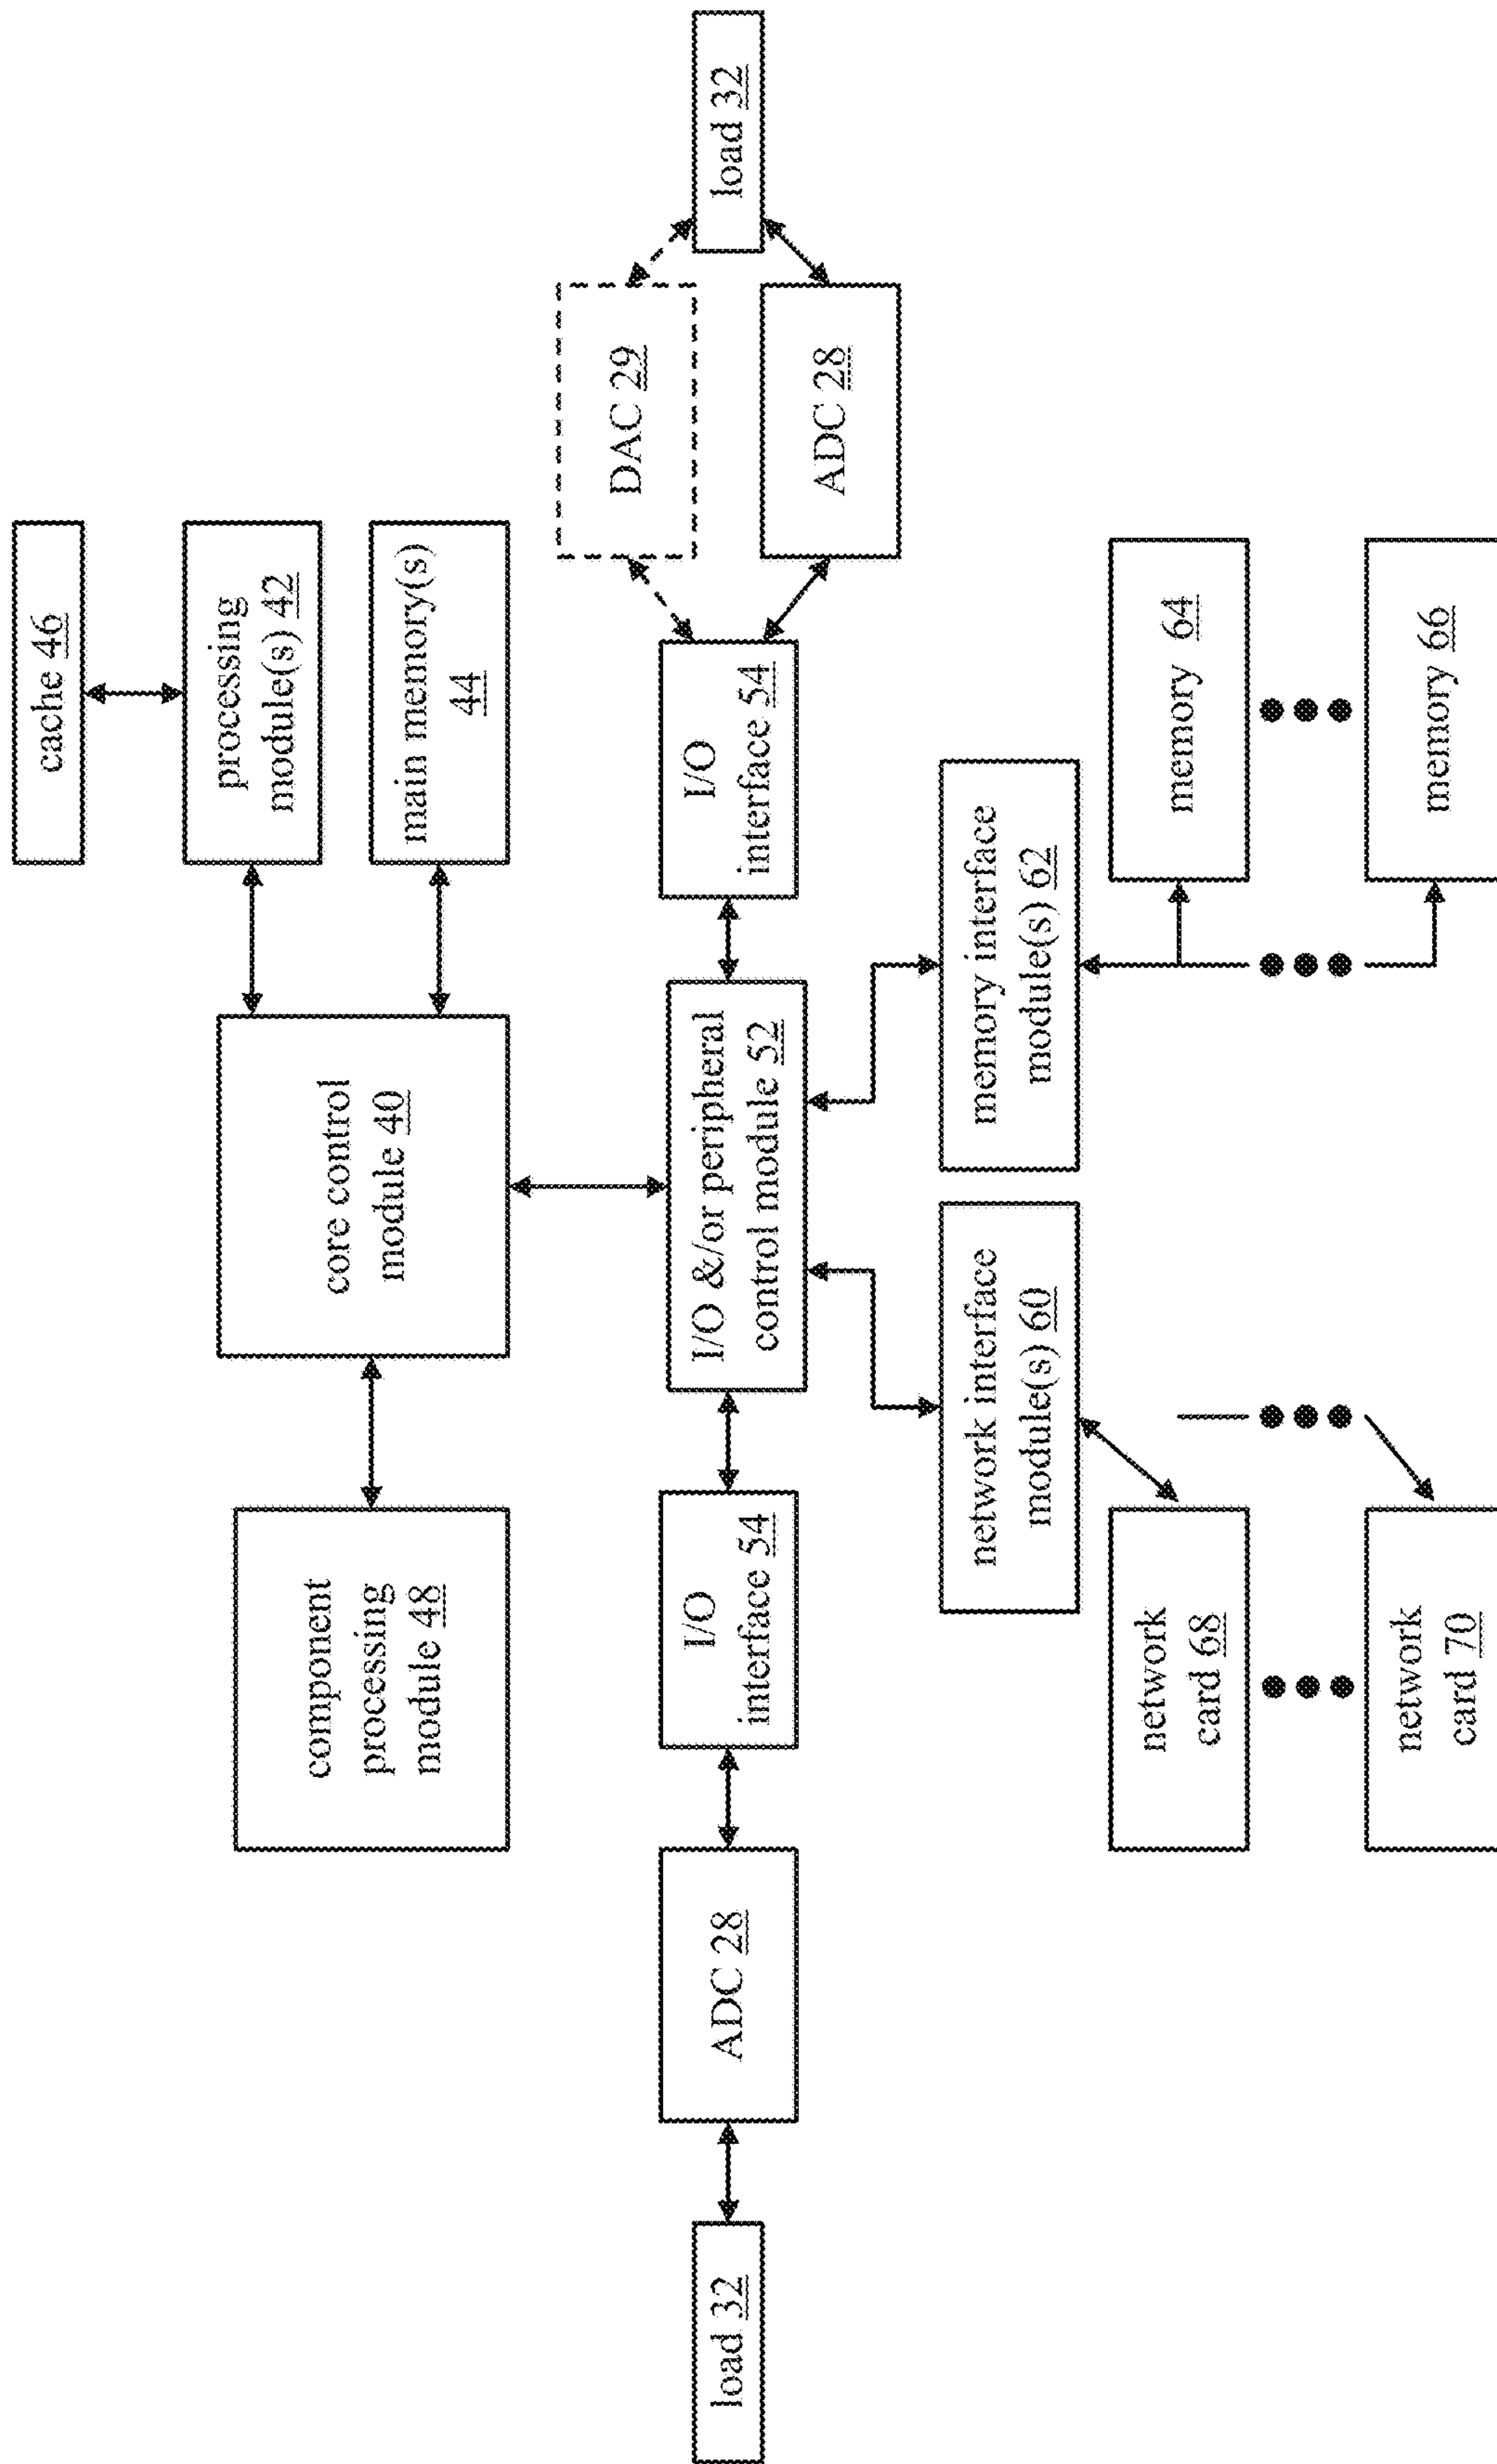 cache 46
processing
module(s) 42
main memory(s)
44
core control
module 40
component
processing
module 48
load 32
ADC 28
I/O
interface 54
I/O &/or peripheral
control module 52
I/O
interface 54
DAC 29
ADC 28
load 32
network interface
module(s) 60
memory interface
module(s) 62
network
card 68
memory 64
network
card 70
memory 66